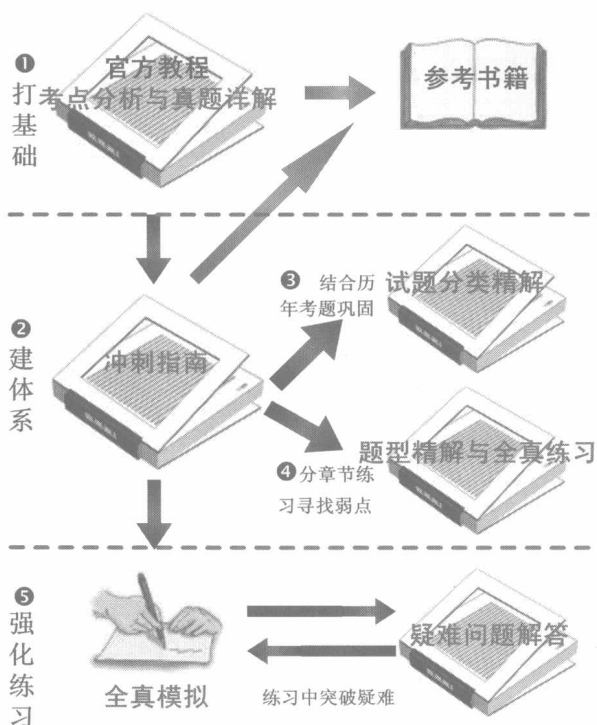 ❶
打
基
础
官方教程
考点分析与真题详解
参考书籍
❷
建
体
系
冲刺指南
❸ 结合历
年考题巩固
试题分类精解
❹分章节练
习寻找弱点
题型精解与全真练习
❺
强
化
练
习
全真模拟
练习中突破疑难
疑难问题解答